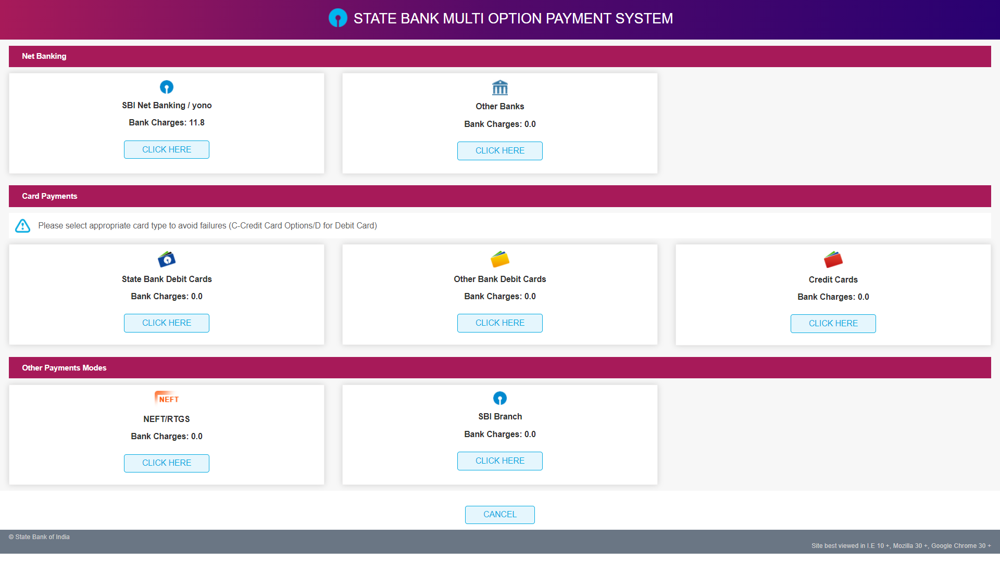 STATE BANK MULTI OPTION PAYMENT SYSTEM
Net Banking
SBI Net Banking / yono
Bank Charges: 11.8
CLICK HERE
Other Banks
Bank Charges: 0.0
CLICK HERE
Card Payments
Please select appropriate card type to avoid failures (C-Credit Card Options/D for Debit Card)
State Bank Debit Cards
Bank Charges: 0.0
CLICK HERE
Other Bank Debit Cards
Bank Charges: 0.0
CLICK HERE
Credit Cards
Bank Charges: 0.0
CLICK HERE
Other Payments Modes
NEFT
NEFT/RTGS
Bank Charges: 0.0
CLICK HERE
SBI Branch
Bank Charges: 0.0
CLICK HERE
CANCEL
© State Bank of India
Site best viewed in I.E 10 +, Mozilla 30 +, Google Chrome 30 +